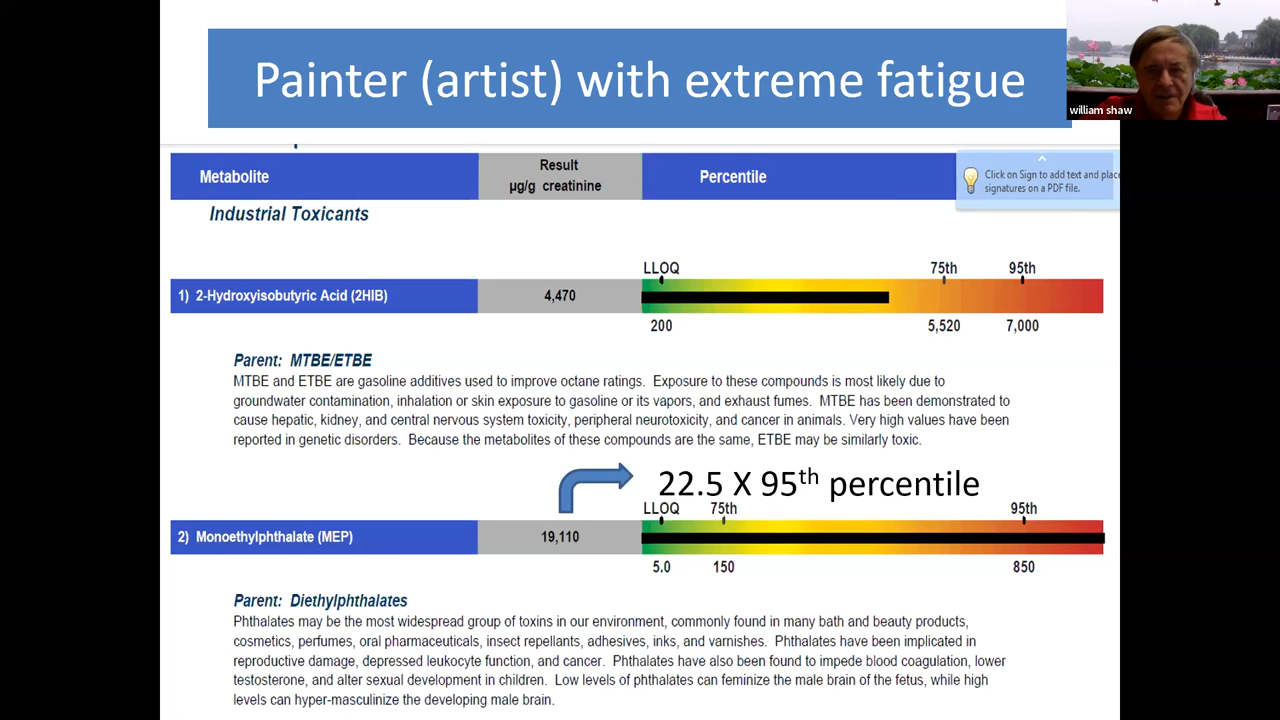 Painter (artist) with extreme fatigue
william shaw
Metabolite
Result
µg/g creatinine
Percentile
Click on Sign to add text and place
signatures on a PDF file.
Industrial Toxicants
LLOQ 75th 95th
1) 2-Hydroxyisobutyric Acid (2HIB) 4,470
200 5,520 7,000
Parent: MTBE/ETBE
MTBE and ETBE are gasoline additives used to improve octane ratings. Exposure to these compounds is most likely due to
groundwater contamination, inhalation or skin exposure to gasoline or its vapors, and exhaust fumes. MTBE has been demonstrated to
cause hepatic, kidney, and central nervous system toxicity, peripheral neurotoxicity, and cancer in animals. Very high values have been
reported in genetic disorders. Because the metabolites of these compounds are the same, ETBE may be similarly toxic.
22.5 X 95th percentile
LLOQ 75th 95th
2) Monoethylphthalate (MEP) 19,110
5.0 150 850
Parent: Diethylphthalates
Phthalates may be the most widespread group of toxins in our environment, commonly found in many bath and beauty products,
cosmetics, perfumes, oral pharmaceuticals, insect repellants, adhesives, inks, and varnishes. Phthalates have been implicated in
reproductive damage, depressed leukocyte function, and cancer. Phthalates have also been found to impede blood coagulation, lower
testosterone, and alter sexual development in children. Low levels of phthalates can feminize the male brain of the fetus, while high
levels can hyper-masculinize the developing male brain.